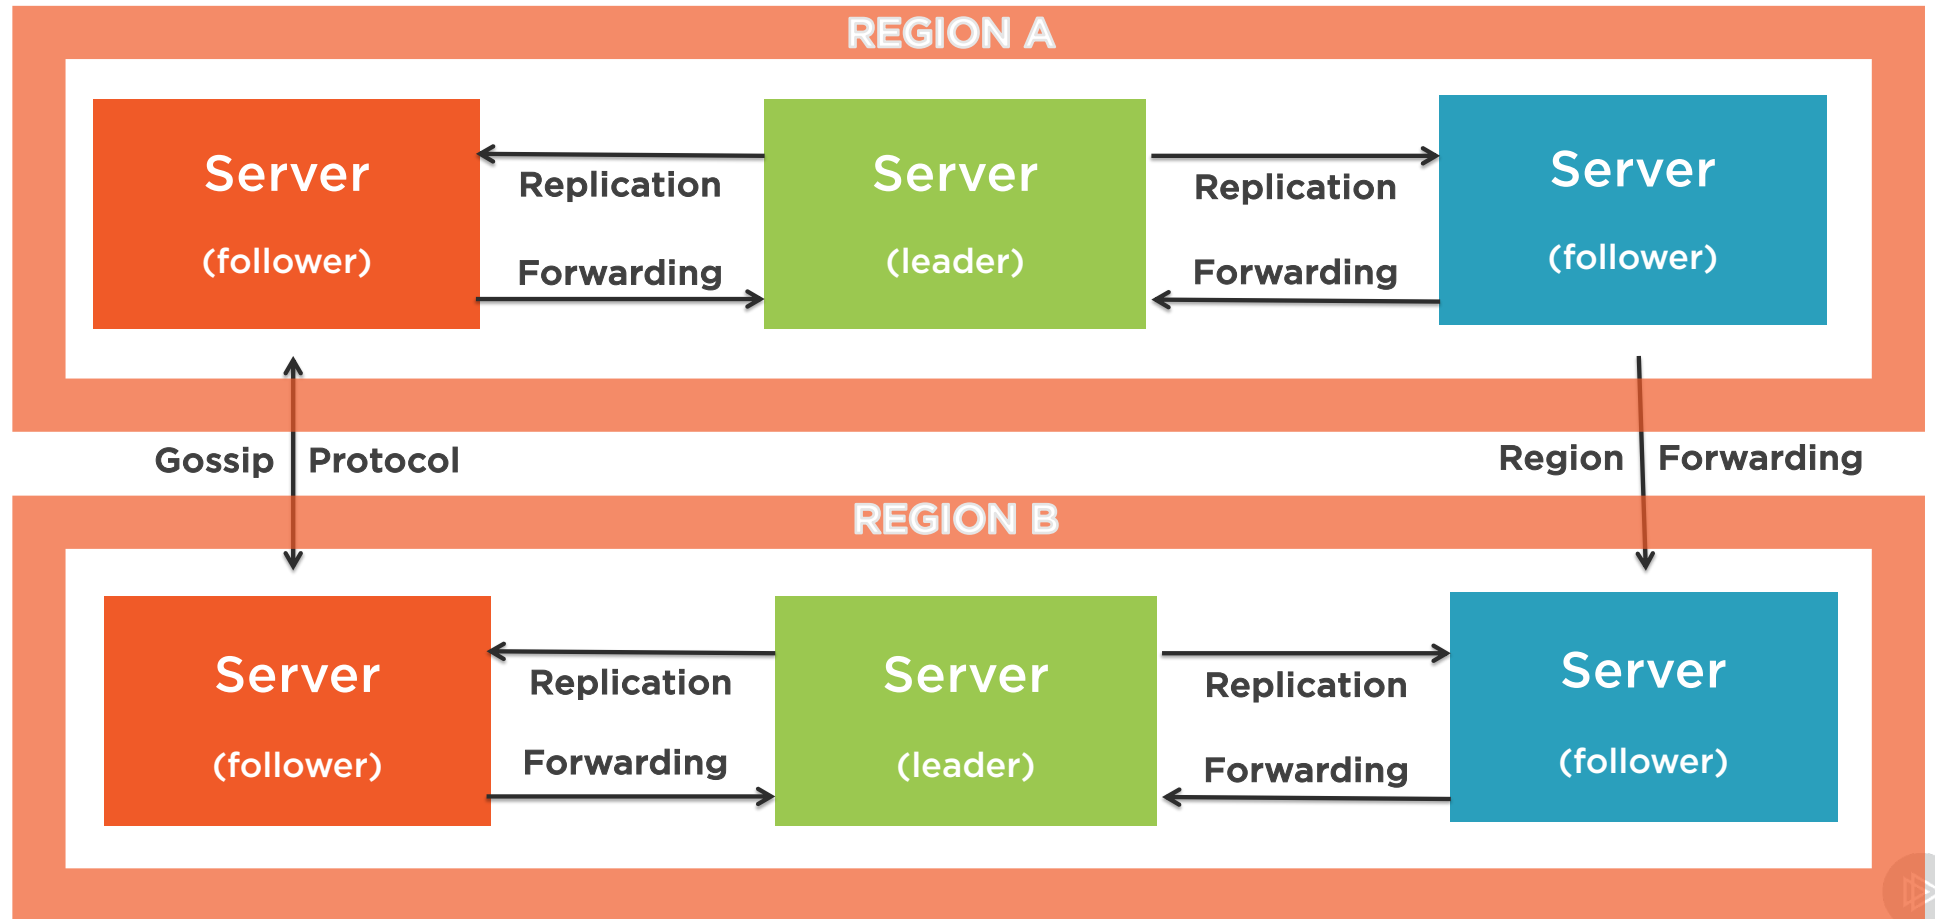 REGION A
Server
(follower)
Replication
Forwarding
Server
(leader)
Replication
Forwarding
Server
(follower)
Gossip Protocol
Region Forwarding
REGION B
Server
(follower)
Replication
Forwarding
Server
(leader)
Replication
Forwarding
Server
(follower)